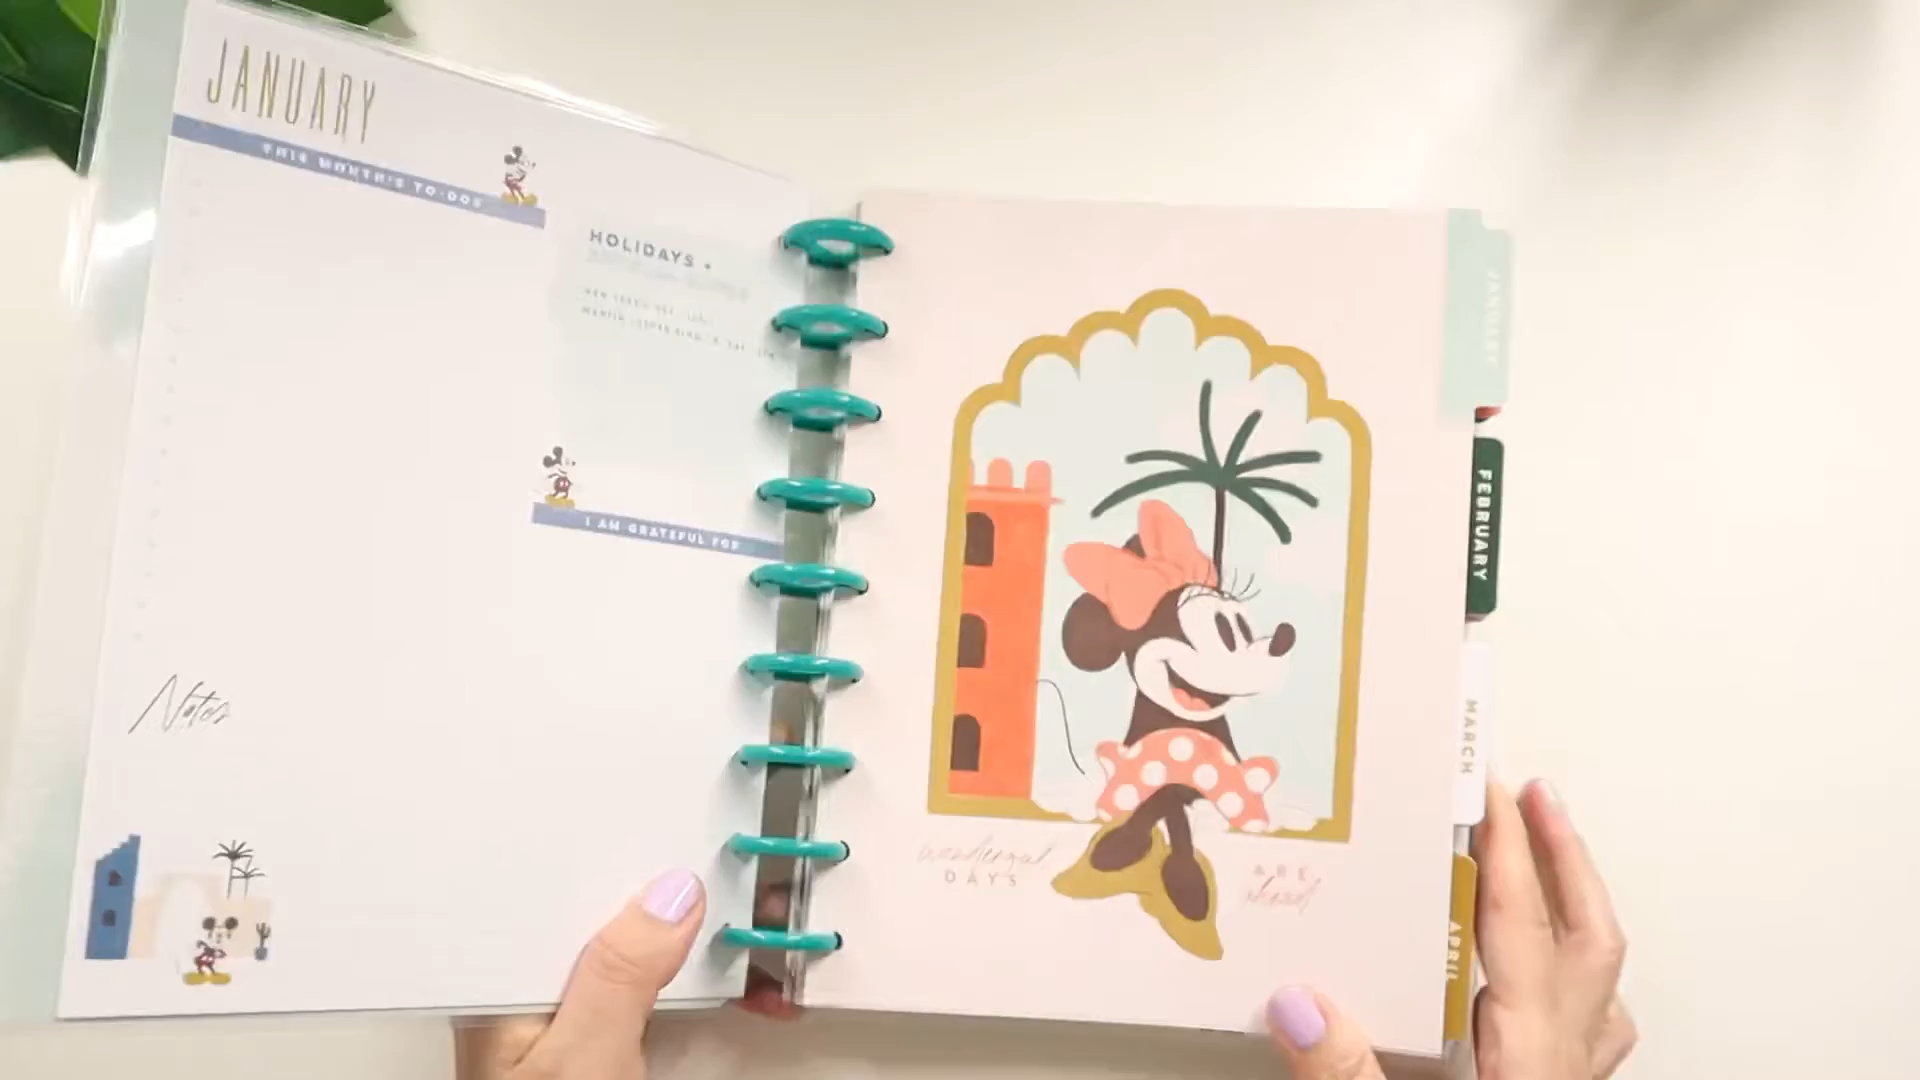 JANUARY
THIS MONTH'S TO-DOS
HOLIDAYS +
I AM GRATEFUL FOR
Notes
wonderful
DAYS
ARE
ahead
JANUARY
FEBRUARY
MARCH
APRIL